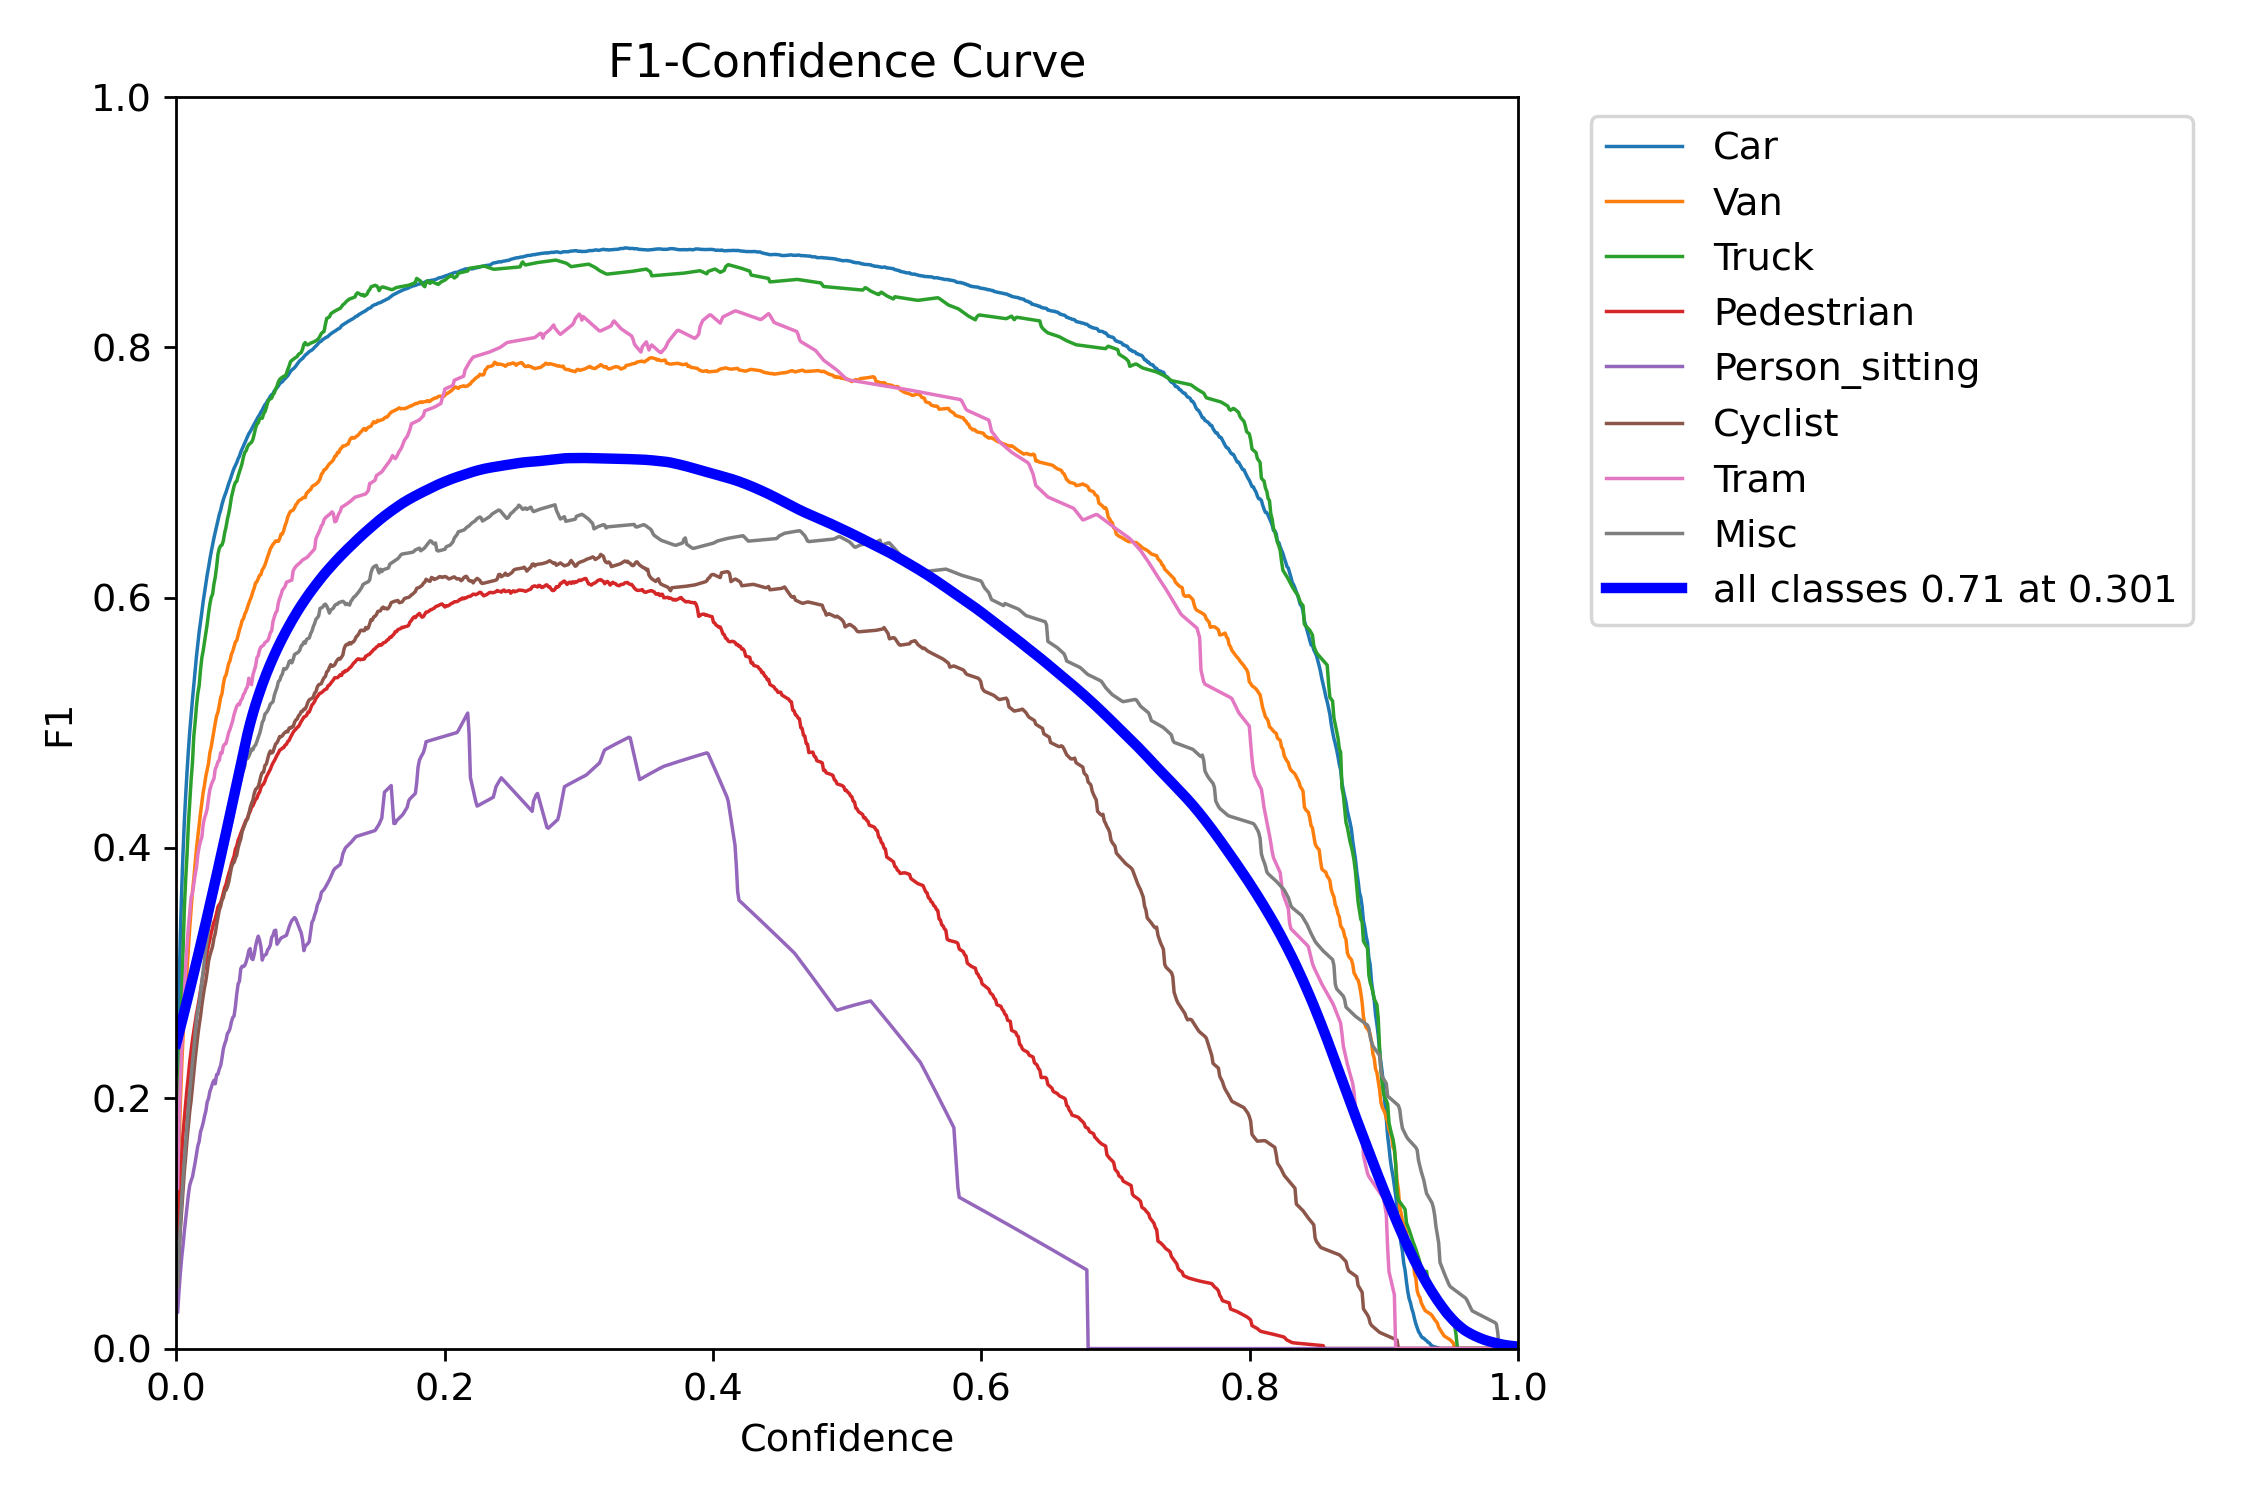 F1-Confidence Curve
1.0
0.8
0.6
0.4
0.2
0.0
F1
0.0 0.2 0.4 0.6 0.8 1.0
Confidence
Car
Van
Truck
Pedestrian
Person_sitting
Cyclist
Tram
Misc
all classes 0.71 at 0.301